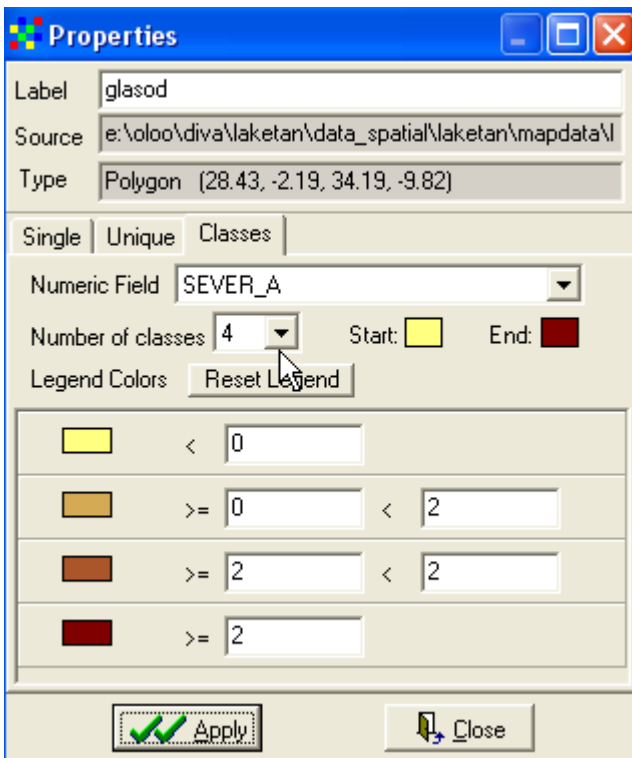 Properties
Label glasod
Source e:\oloo\diva\laketan\data_spatial\laketan\mapdata\l
Type Polygon (28.43, -2.19, 34.19, -9.82)
Single Unique Classes
Numeric Field SEVER_A
Number of classes 4 Start: End:
Legend Colors Reset Legend
< 0
>= 0 < 2
>= 2 < 2
>= 2
Apply Close